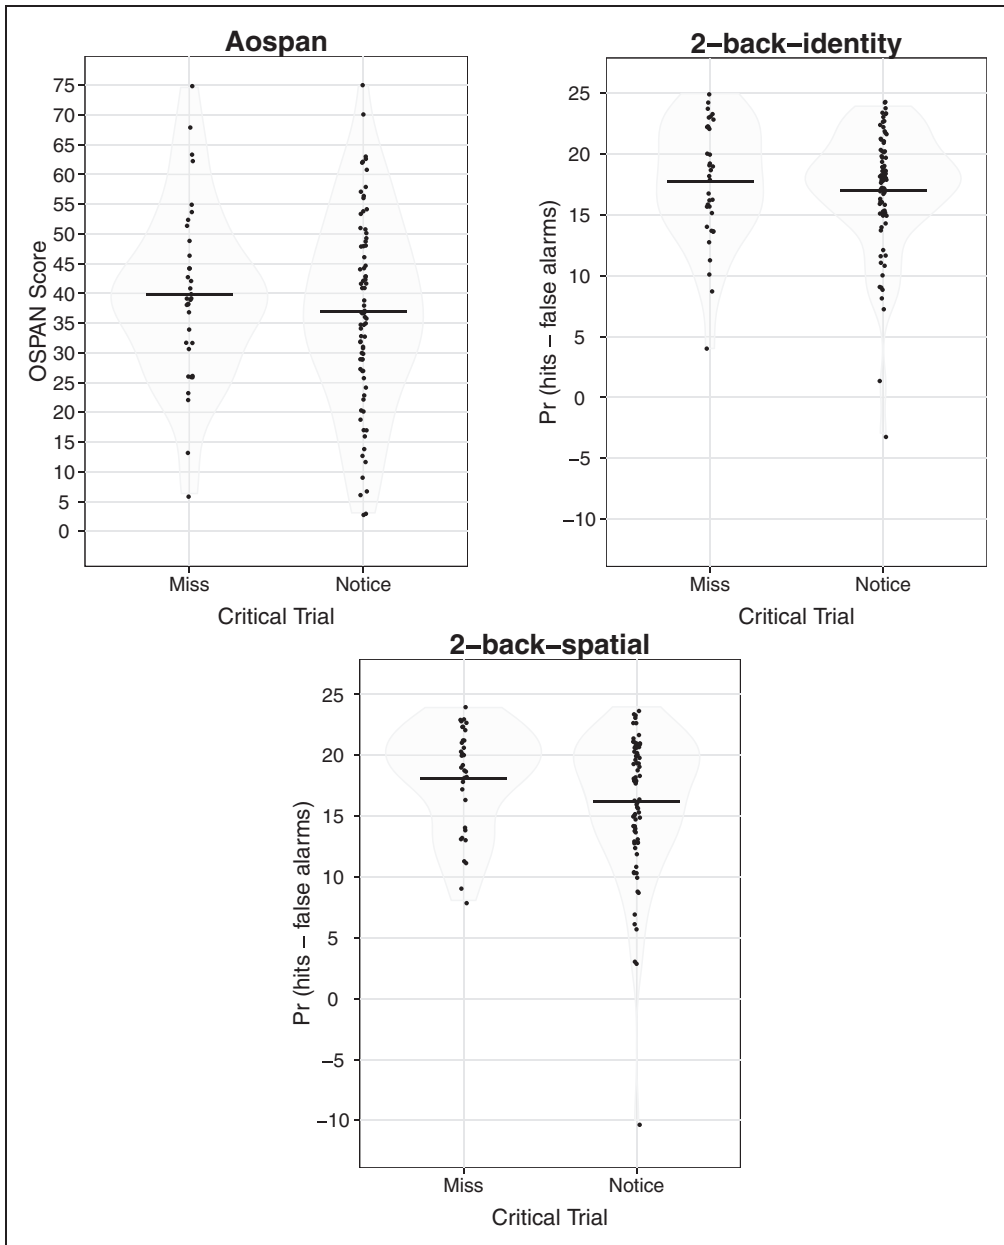 Aospan
75
70
65
60
55
50
45
40
35
30
25
20
15
10
5
0
OSPAN Score
Miss Notice
Critical Trial
2−back−identity
25
20
15
10
5
0
−5
−10
Pr (hits − false alarms)
Miss Notice
Critical Trial
2−back−spatial
25
20
15
10
5
0
−5
−10
Pr (hits − false alarms)
Miss Notice
Critical Trial